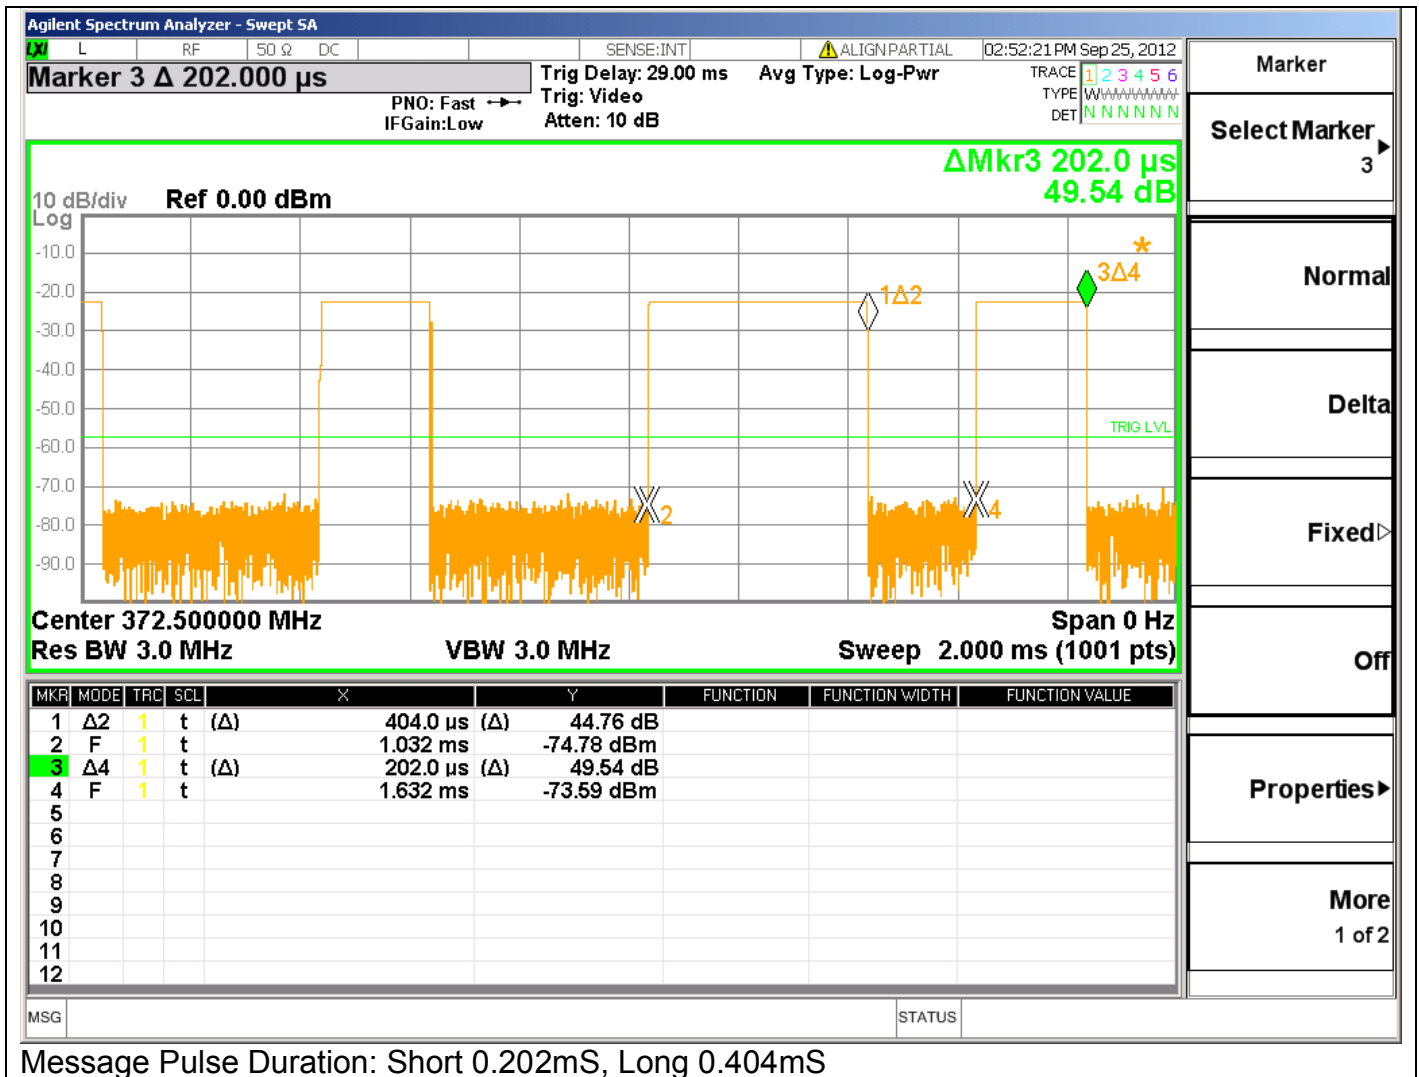 Agilent Spectrum Analyzer - Swept SA
LXI L RF 50 Ω DC SENSE:INT ALIGN PARTIAL 02:52:21 PM Sep 25, 2012
Marker 3 Δ 202.000 µs
PNO: Fast
IFGain:Low
Trig Delay: 29.00 ms
Trig: Video
Atten: 10 dB
Avg Type: Log-Pwr
TRACE 1 2 3 4 5 6
TYPE W
DET N N N N N N
ΔMkr3 202.0 µs
49.54 dB
10 dB/div Ref 0.00 dBm
Log
-10.0
-20.0
-30.0
-40.0
-50.0
-60.0
-70.0
-80.0
-90.0
1Δ2
3Δ4
*
TRIG LVL
2
4
Center 372.500000 MHz Span 0 Hz
Res BW 3.0 MHz VBW 3.0 MHz Sweep 2.000 ms (1001 pts)
MKR MODE TRC SCL X Y FUNCTION FUNCTION WIDTH FUNCTION VALUE
1 Δ2 1 t (Δ) 404.0 µs (Δ) 44.76 dB
2 F 1 t 1.032 ms -74.78 dBm
3 Δ4 1 t (Δ) 202.0 µs (Δ) 49.54 dB
4 F 1 t 1.632 ms -73.59 dBm
5
6
7
8
9
10
11
12
MSG STATUS
Marker
Select Marker
3
Normal
Delta
Fixed
Off
Properties
More
1 of 2
Message Pulse Duration: Short 0.202mS, Long 0.404mS